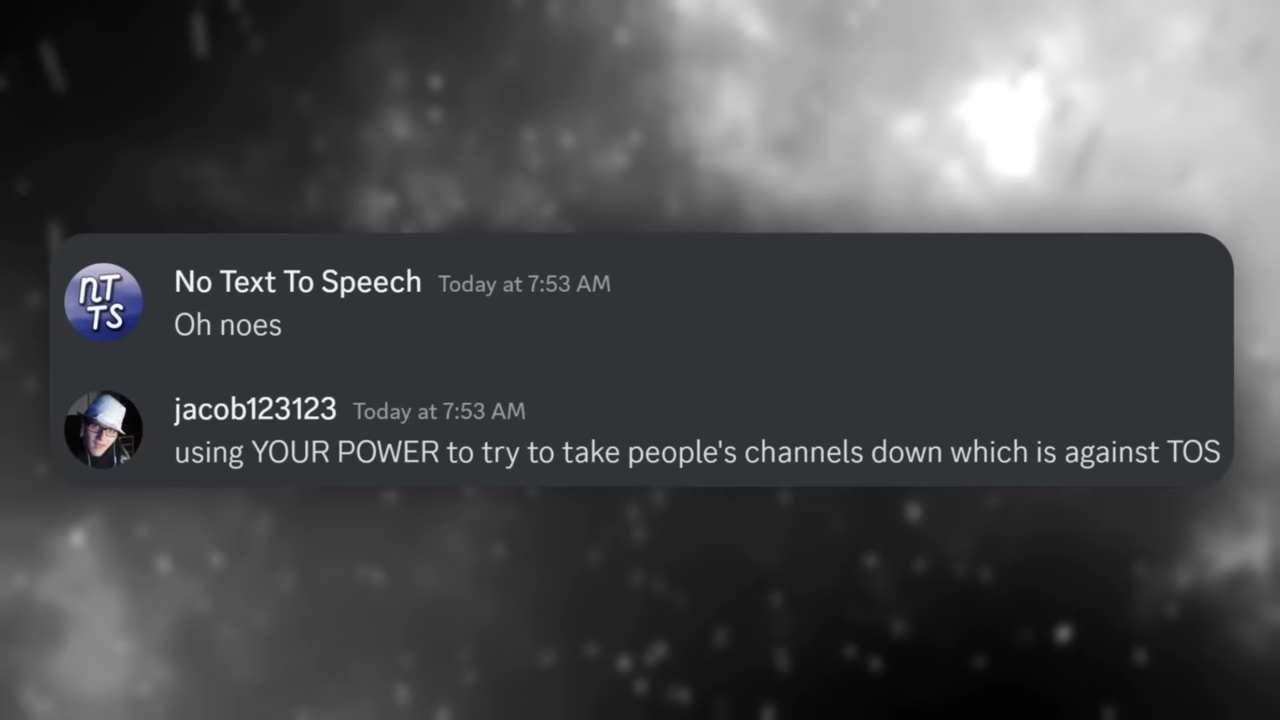 nT
TS
No Text To Speech Today at 7:53 AM
Oh noes
jacob123123 Today at 7:53 AM
using YOUR POWER to try to take people's channels down which is against TOS